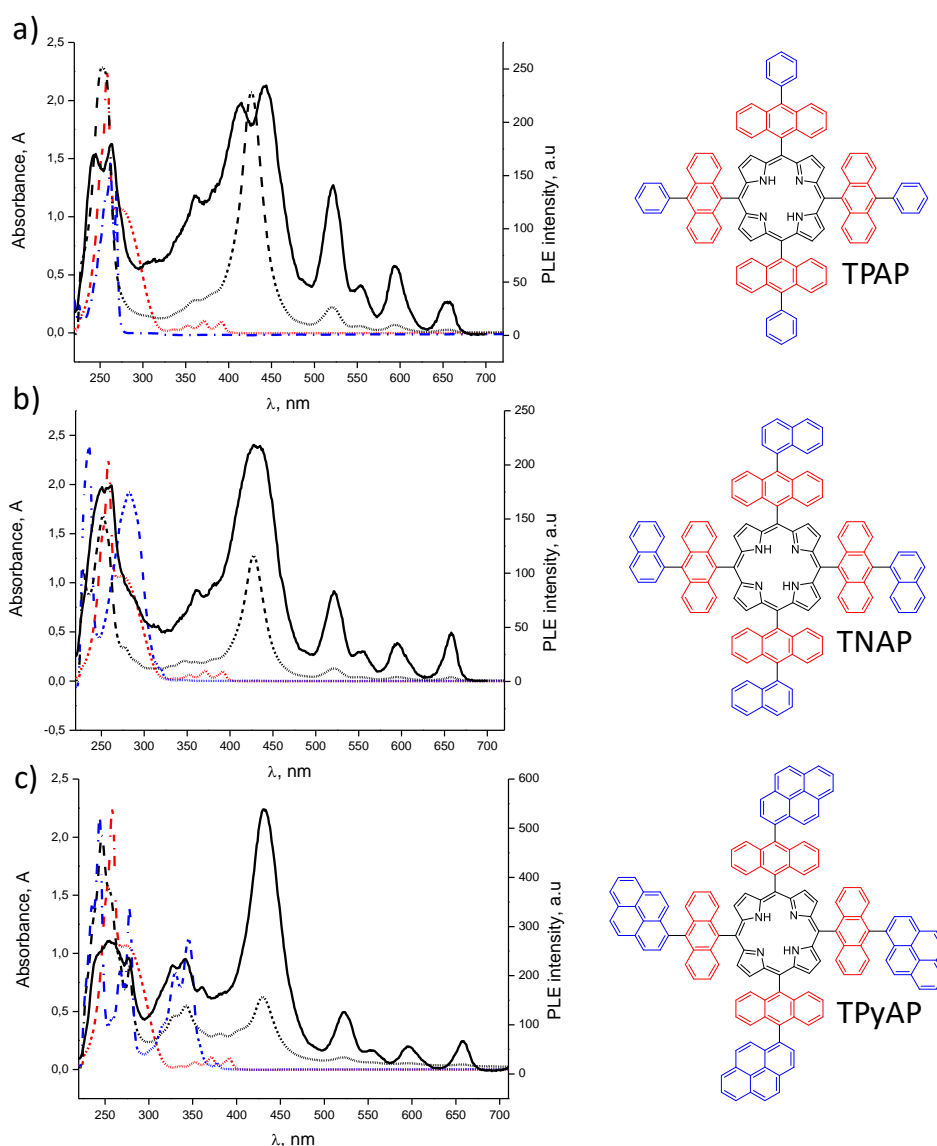 a)
2,5
2,0
1,5
1,0
0,5
0,0
Absorbance, A
250 300 350 400 450 500 550 600 650 700
λ, nm
250
200
150
100
50
0
PLE intensity, a.u
NH N
N HN
TPAP
b)
2,5
2,0
1,5
1,0
0,5
0,0
-0,5
Absorbance, A
250 300 350 400 450 500 550 600 650 700
λ, nm
250
200
150
100
50
0
PLE intensity, a.u
NH N
N HN
TNAP
c)
2,5
2,0
1,5
1,0
0,5
0,0
Absorbance, A
250 300 350 400 450 500 550 600 650 700
λ, nm
600
500
400
300
200
100
0
PLE intensity, a.u
NH N
N HN
TPyAP